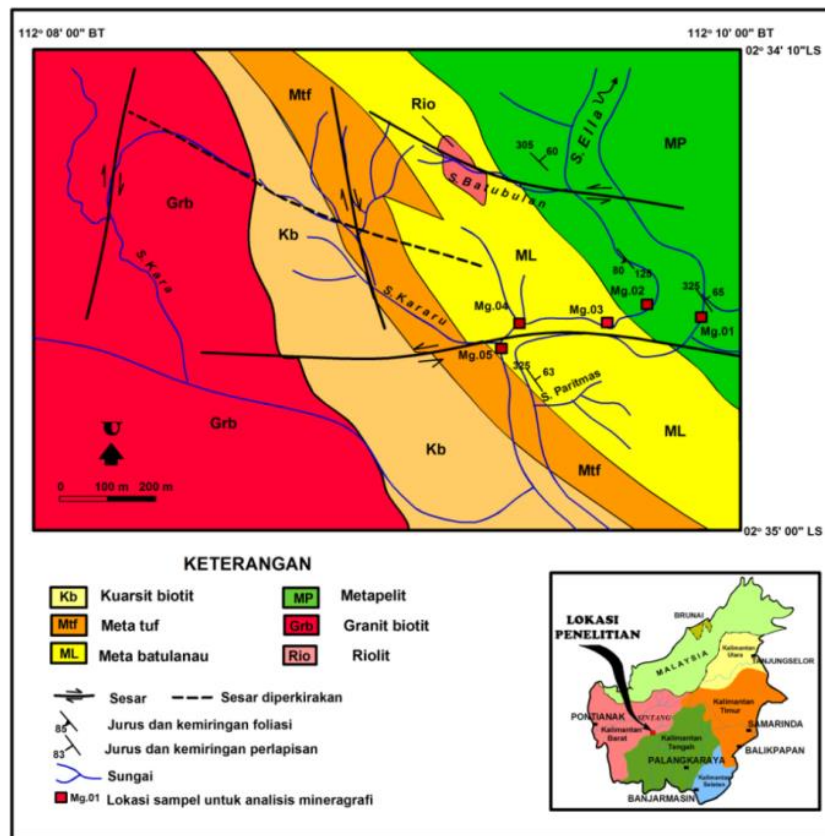 112° 08' 00" BT
112° 10' 00" BT
02° 34' 10"LS
Mtf
Rio
S. Ella
MP
305
60
S. Batubulan
Grb
Kb
ML
80
125
325
65
S. Kara
Mg.02
Mg.04
Mg.03
Mg.01
S. Kararu
Mg.05
325
63
S. Paritmas
Grb
ML
Kb
Mtf
U
0 100 m 200 m
02° 35' 00" LS
KETERANGAN
Kb Kuarsit biotit
MP Metapelit
Mtf Meta tuf
Grb Granit biotit
ML Meta batulanau
Rio Riolit
Sesar
Sesar diperkirakan
85 Jurus dan kemiringan foliasi
83 Jurus dan kemiringan perlapisan
Sungai
Mg.01 Lokasi sampel untuk analisis mineragrafi
LOKASI
PENELITIAN
BRUNAI
MALAYSIA
Kalimantan
Utara
TANJUNGSELOR
PONTIANAK
SINTANG
Kalimantan
Barat
Kalimantan
Timur
SAMARINDA
Kalimantan
Tengah
BALIKPAPAN
PALANGKARAYA
Kalimantan
Selatan
BANJARMASIN